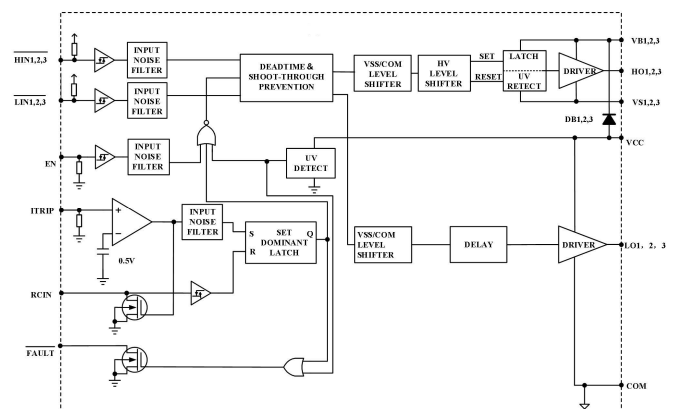 HIN1,2,3
INPUT
NOISE
FILTER
LIN1,2,3
INPUT
NOISE
FILTER
DEADTIME &
SHOOT-THROUGH
PREVENTION
VSS/COM
LEVEL
SHIFTER
HV
LEVEL
SHIFTER
SET
RESET
LATCH
UV
RETECT
DRIVER
VB1,2,3
HO1,2,3
VS1,2,3
DB1,2,3
VCC
EN
INPUT
NOISE
FILTER
UV
DETECT
ITRIP
+
−
0.5V
INPUT
NOISE
FILTER
S
R
Q
SET
DOMINANT
LATCH
VSS/COM
LEVEL
SHIFTER
DELAY
DRIVER
LO1，2，3
RCIN
FAULT
COM